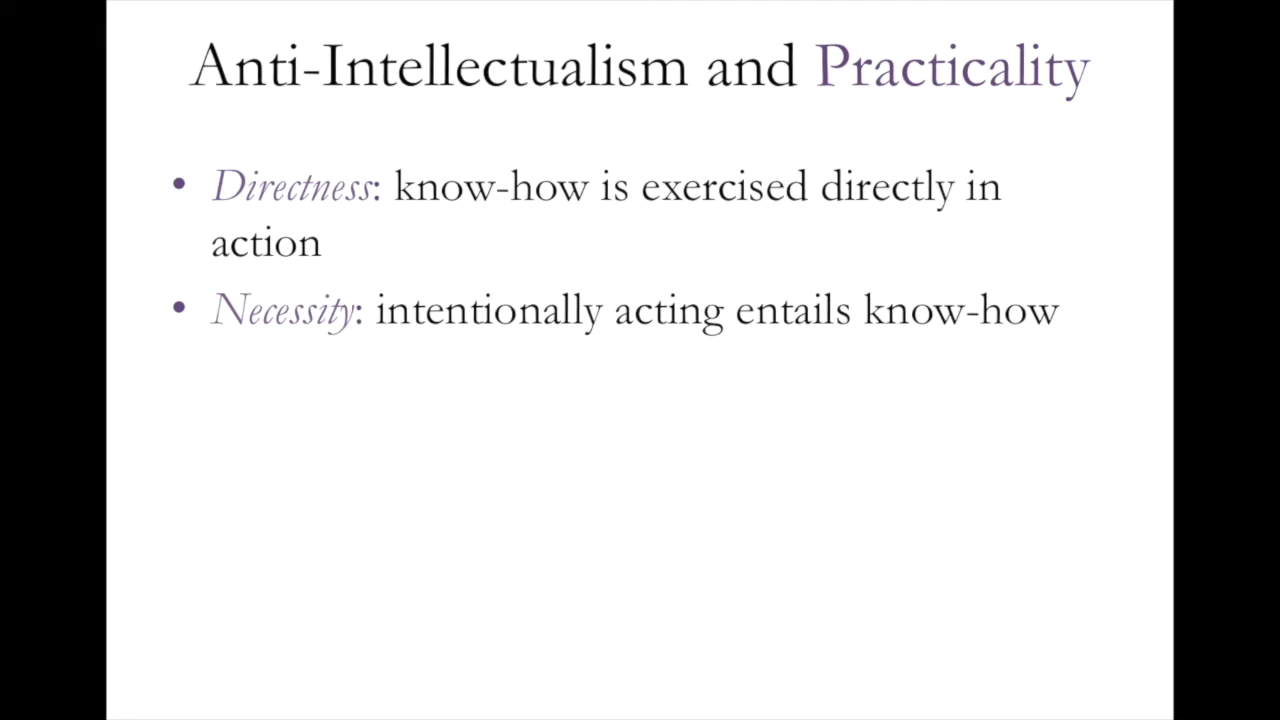 Anti-Intellectualism and Practicality
• Directness: know-how is exercised directly in
action
• Necessity: intentionally acting entails know-how